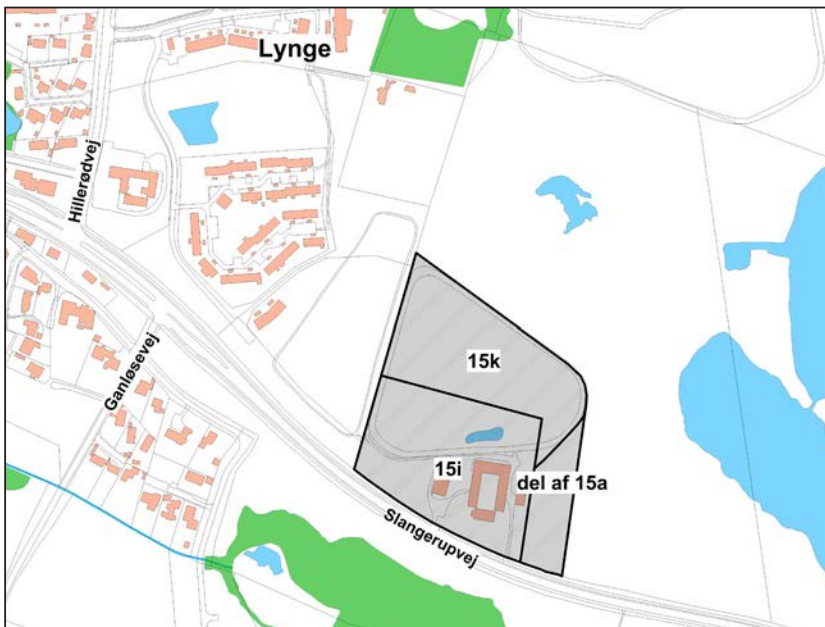 Lynge
Hillerødvej
Ganløsevej
15k
15i
del af 15a
Slangerupvej